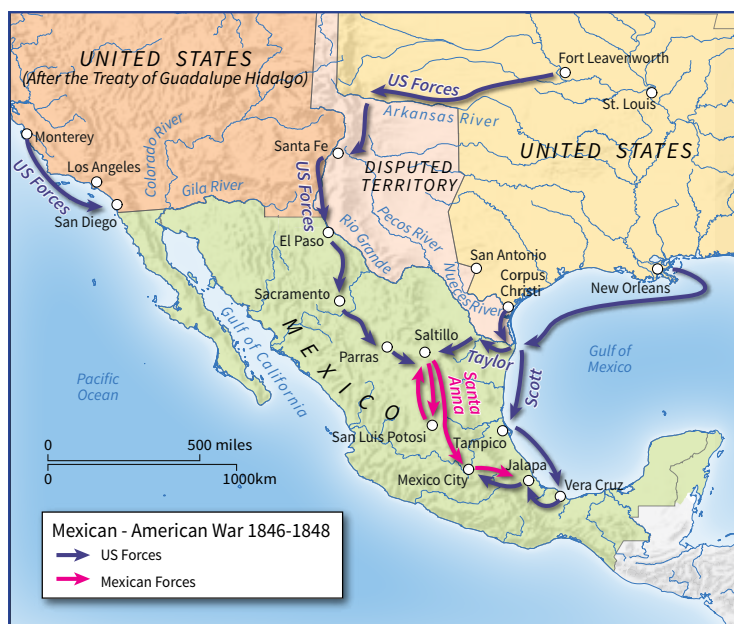 UNITED STATES
(After the Treaty of Guadalupe Hidalgo)
Fort Leavenworth
US Forces
St. Louis
Arkansas River
Monterey
Colorado River
Santa Fe
DISPUTED
TERRITORY
UNITED STATES
Los Angeles
US Forces
Gila River
US Forces
San Diego
El Paso
Rio Grande
Pecos River
San Antonio
Nueces River
Corpus
Christi
New Orleans
Sacramento
Gulf of California
MEXICO
Saltillo
Parras
Taylor
Gulf of
Mexico
Pacific
Ocean
Santa
Anna
Scott
San Luis Potosi
Tampico
0
500 miles
0
1000km
Mexico City
Jalapa
Vera Cruz
Mexican - American War 1846-1848
US Forces
Mexican Forces